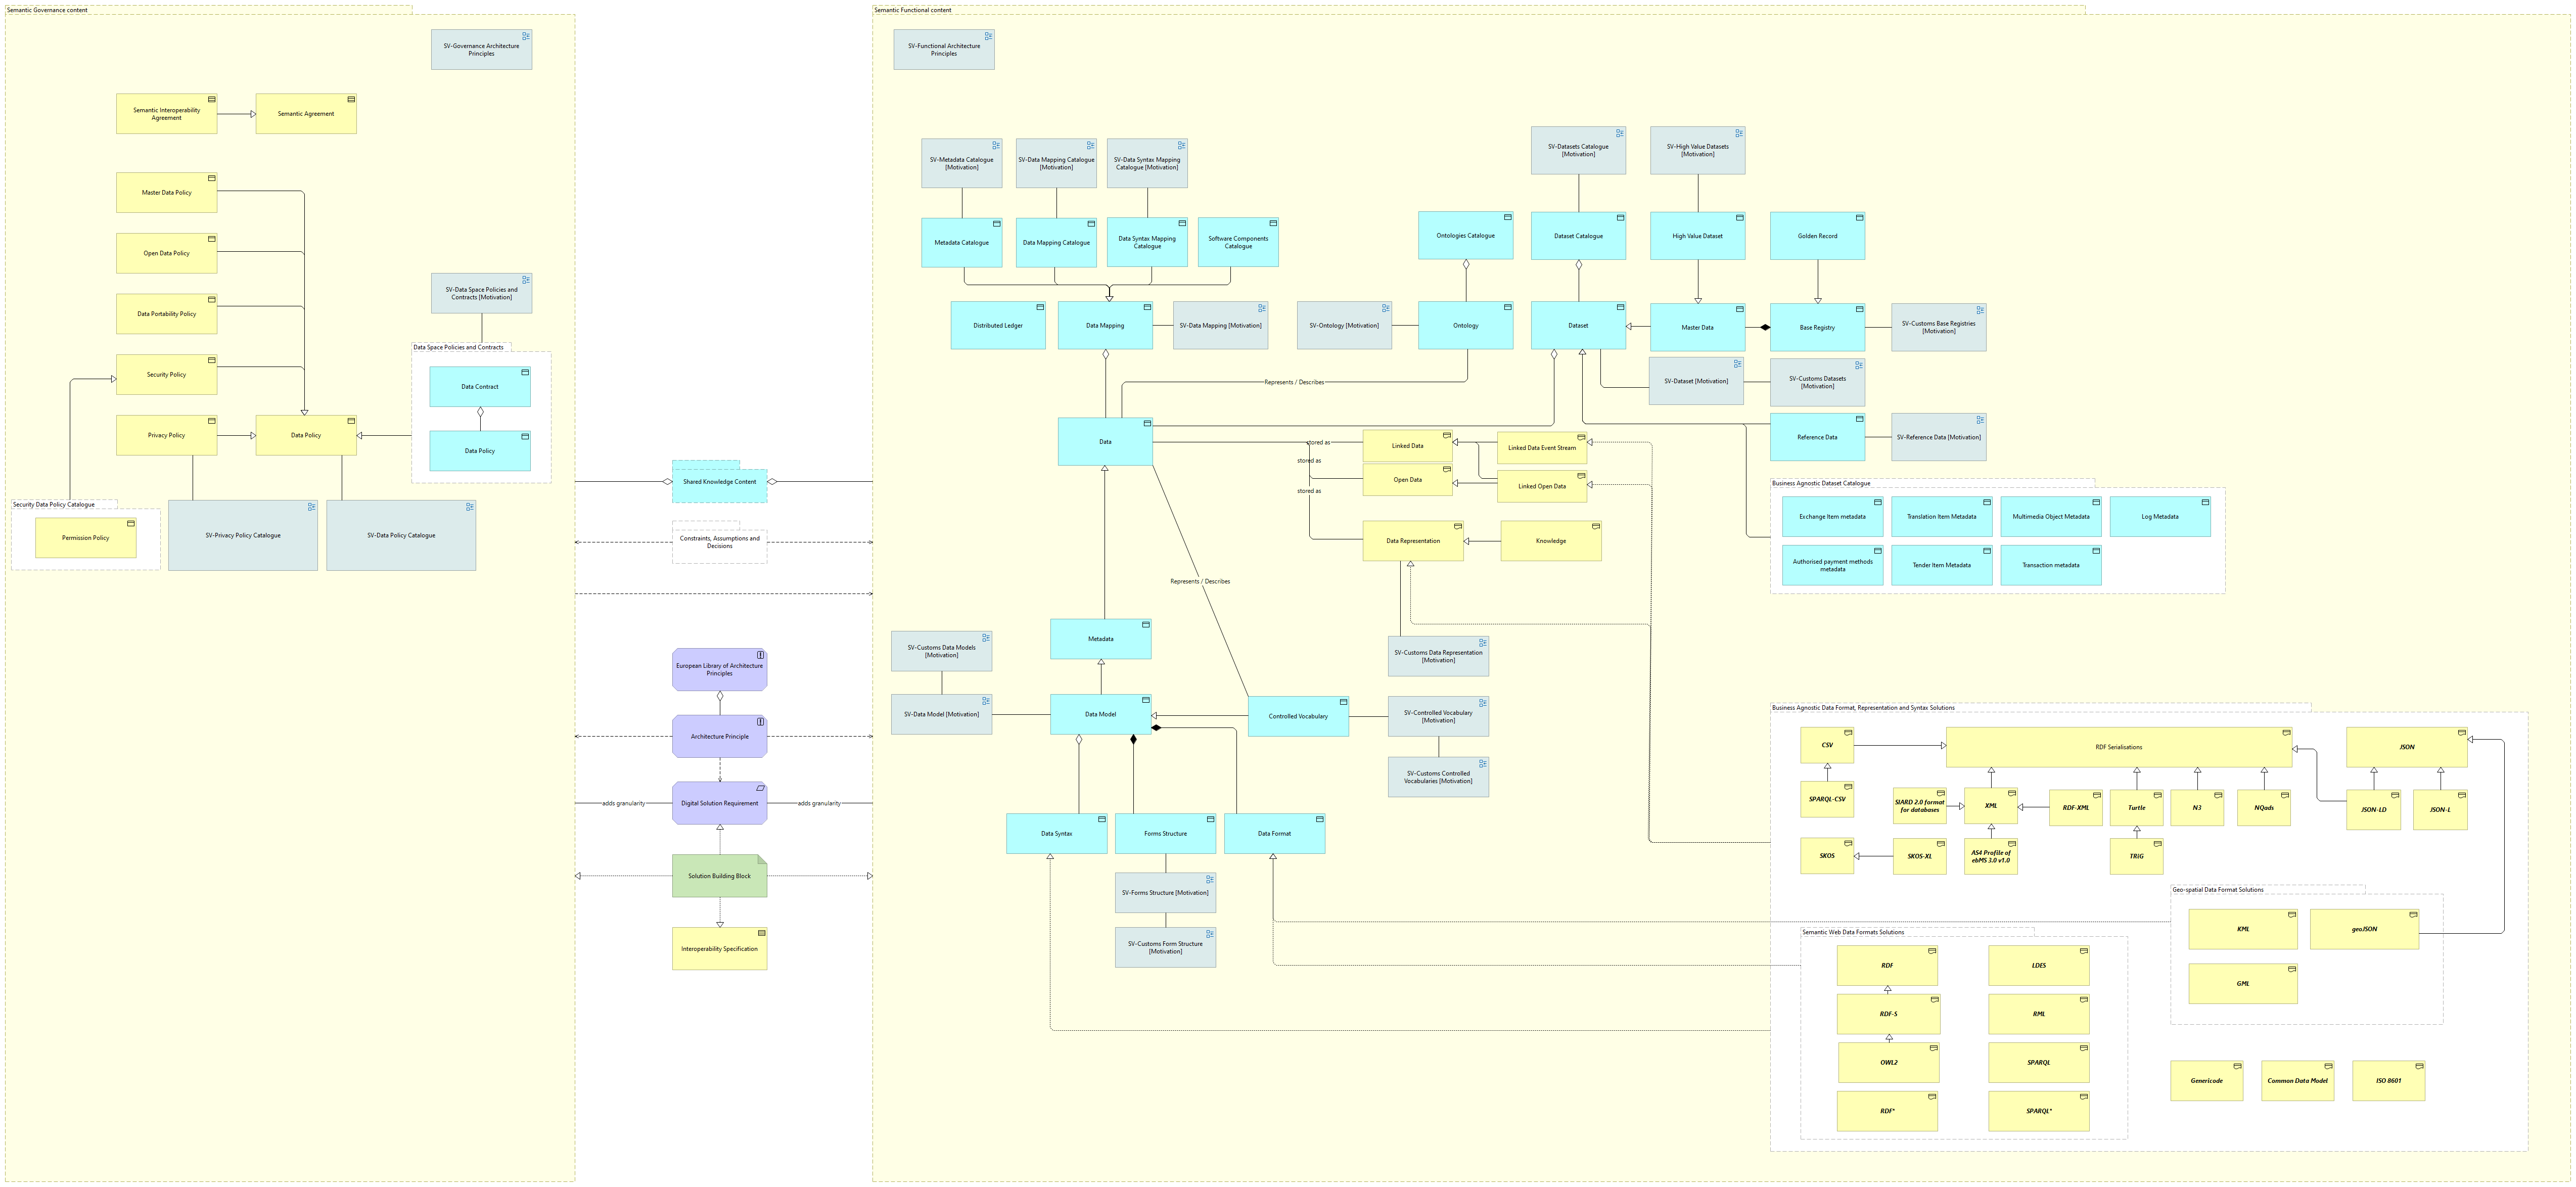 Semantic Governance content
SV-Governance Architecture
Principles
Semantic Interoperability
Agreement
Semantic Agreement
Master Data Policy
Open Data Policy
Data Portability Policy
SV-Data Space Policies and
Contracts [Motivation]
Security Policy
Data Space Policies and Contracts
Data Contract
Data Policy
Privacy Policy
Data Policy
Security Data Policy Catalogue
Permission Policy
SV-Privacy Policy Catalogue
SV-Data Policy Catalogue
Shared Knowledge Content
Constraints, Assumptions and
Decisions
European Library of Architecture
Principles
Architecture Principle
adds granularity
Digital Solution Requirement
adds granularity
Solution Building Block
Interoperability Specification
Semantic Functional content
SV-Functional Architecture
Principles
SV-Metadata Catalogue
[Motivation]
SV-Data Mapping Catalogue
[Motivation]
SV-Data Syntax Mapping
Catalogue [Motivation]
SV-Datasets Catalogue
[Motivation]
SV-High Value Datasets
[Motivation]
Metadata Catalogue
Data Mapping Catalogue
Data Syntax Mapping
Catalogue
Software Components
Catalogue
Ontologies Catalogue
Dataset Catalogue
High Value Dataset
Golden Record
Distributed Ledger
Data Mapping
SV-Data Mapping [Motivation]
SV-Ontology [Motivation]
Ontology
Dataset
Master Data
Base Registry
SV-Customs Base Registries
[Motivation]
Represents / Describes
SV-Dataset [Motivation]
SV-Customs Datasets
[Motivation]
Data
stored as
stored as
stored as
Linked Data
Linked Data Event Stream
Open Data
Linked Open Data
Reference Data
SV-Reference Data [Motivation]
Data Representation
Knowledge
Represents / Describes
Business Agnostic Dataset Catalogue
Exchange Item metadata
Translation Item Metadata
Multimedia Object Metadata
Log Metadata
Authorised payment methods
metadata
Tender Item Metadata
Transaction metadata
SV-Customs Data Models
[Motivation]
Metadata
SV-Customs Data Representation
[Motivation]
SV-Data Model [Motivation]
Data Model
Controlled Vocabulary
SV-Controlled Vocabulary
[Motivation]
SV-Customs Controlled
Vocabularies [Motivation]
Data Syntax
Forms Structure
Data Format
SV-Forms Structure [Motivation]
SV-Customs Form Structure
[Motivation]
Business Agnostic Data Format, Representation and Syntax Solutions
CSV
RDF Serialisations
JSON
SPARQL-CSV
SIARD 2.0 format
for databases
XML
RDF-XML
Turtle
N3
NQads
JSON-LD
JSON-L
SKOS
SKOS-XL
AS4 Profile of
ebMS 3.0 v1.0
TRIG
Geo-spatial Data Format Solutions
KML
geoJSON
GML
Semantic Web Data Formats Solutions
RDF
LDES
RDF-S
RML
OWL2
SPARQL
RDF*
SPARQL*
Genericode
Common Data Model
ISO 8601